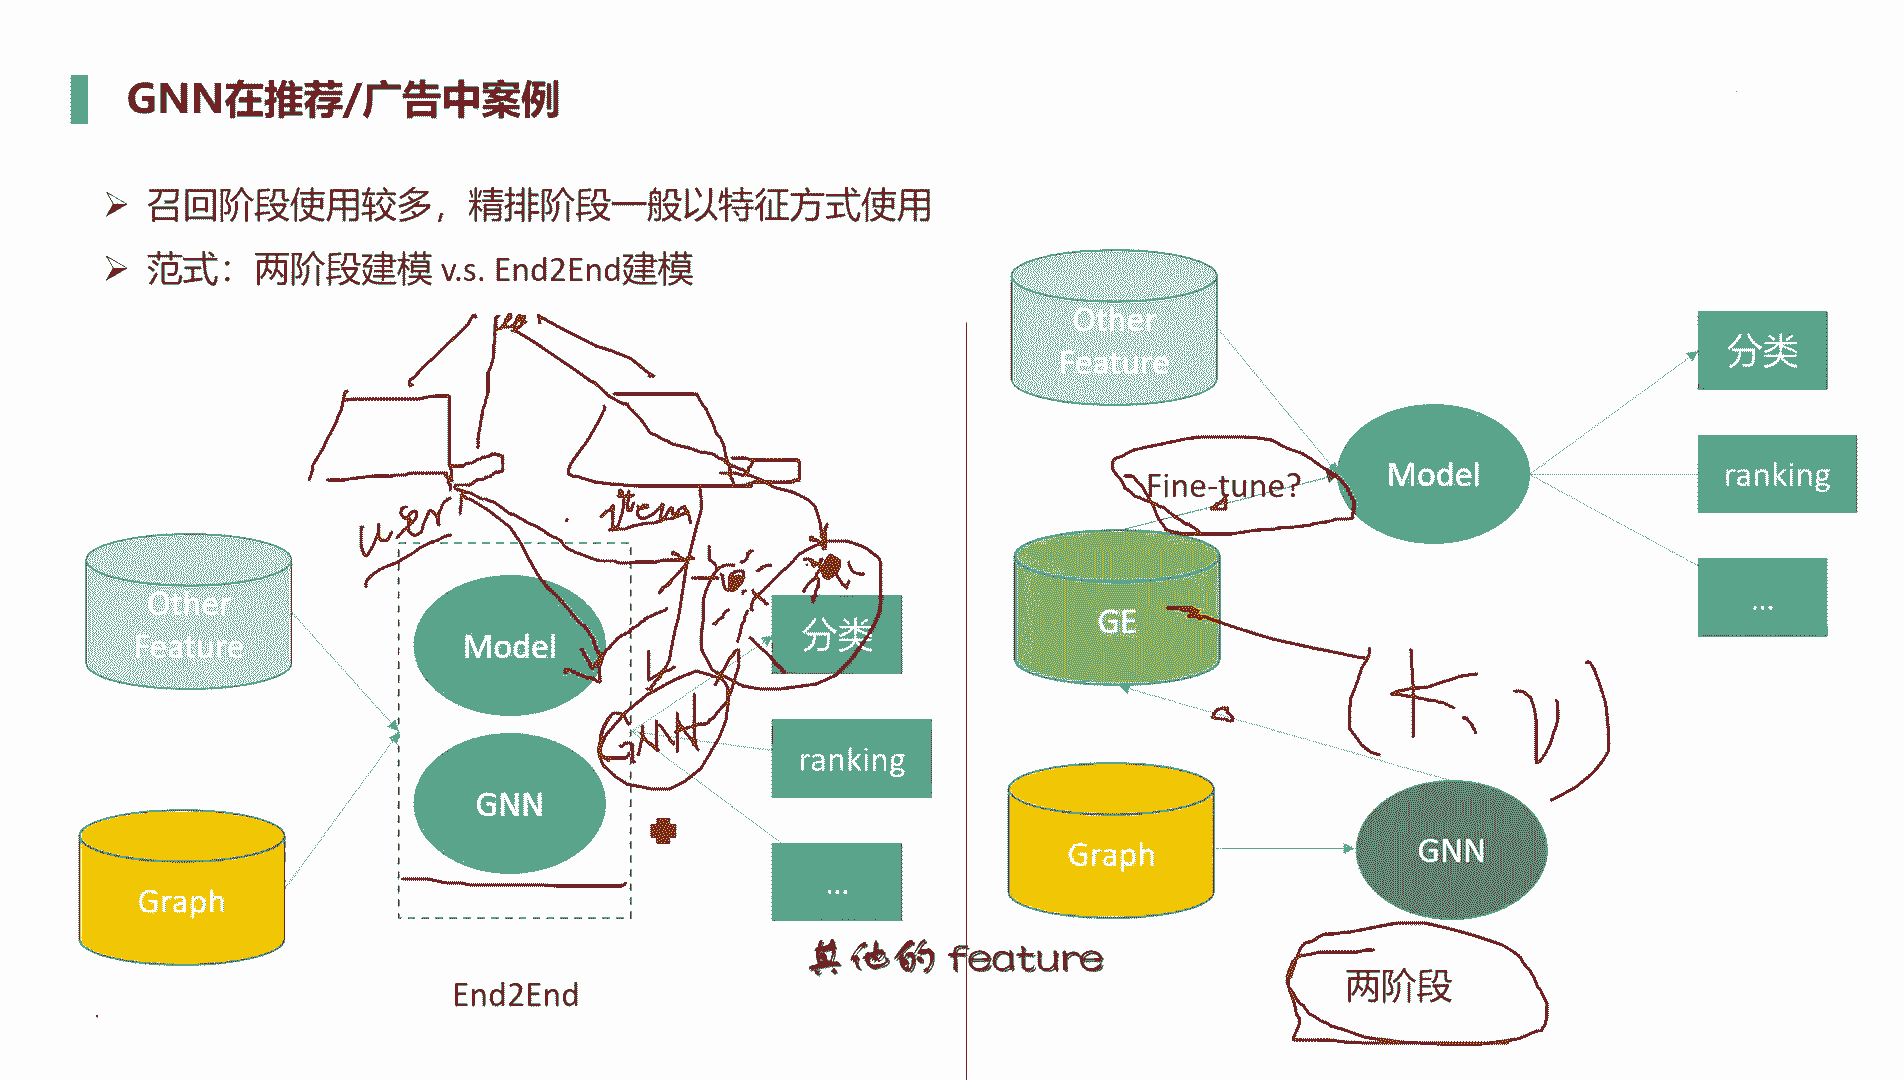 GNN在推荐/广告中案例
召回阶段使用较多，精排阶段一般以特征方式使用
范式：两阶段建模 v.s. End2End建模
user
item
Other
Feature
Model
GNN
Graph
GNN
分类
ranking
...
End2End
Other
Feature
Fine-tune?
Model
分类
ranking
...
GE
(K V)
Graph
GNN
两阶段
其他的 feature